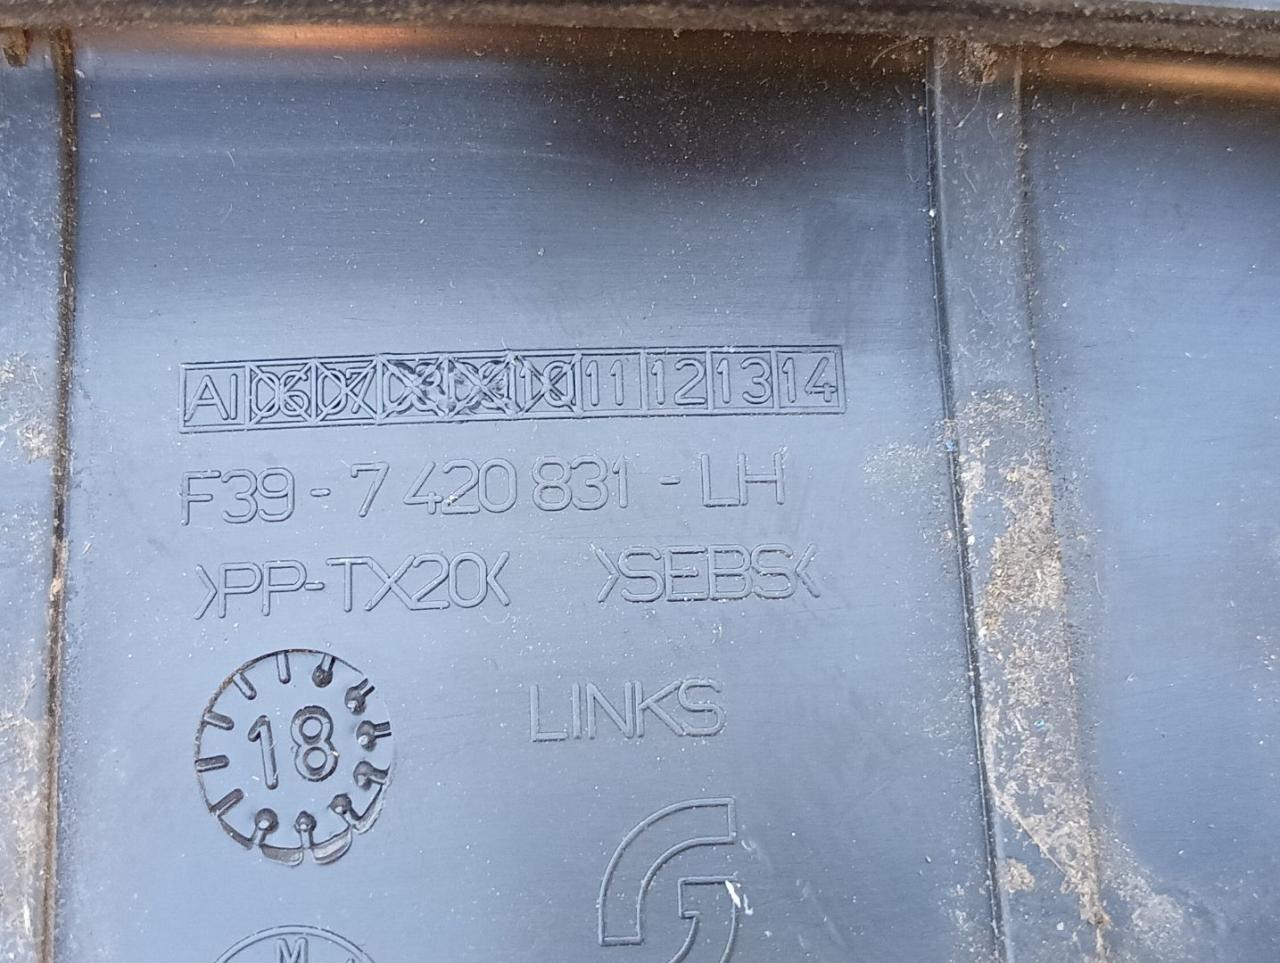 AI 06 07 08 09 10 11 12 13 14
F39 - 7 420 831 - LH
>PP-TX20< >SEBS<
LINKS
18
M